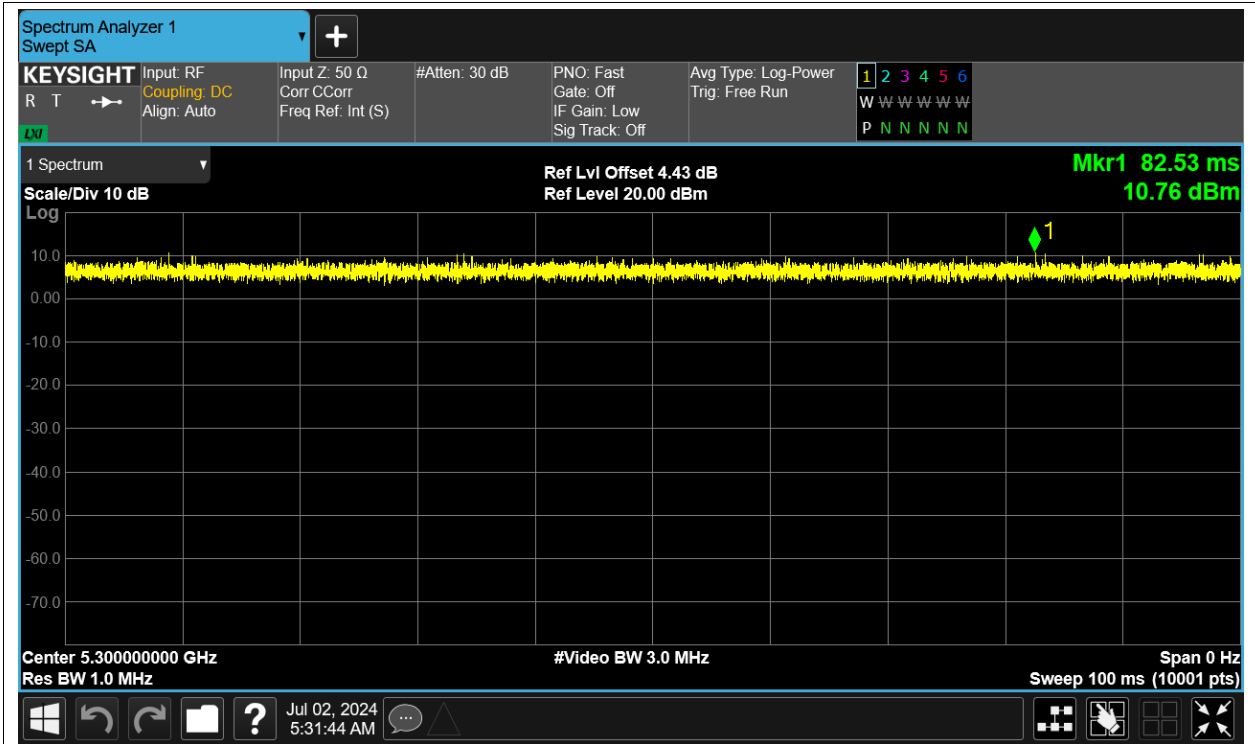 Spectrum Analyzer 1
Swept SA
KEYSIGHT
R T
LXI
Input: RF
Coupling: DC
Align: Auto
Input Z: 50 Ω
Corr CCorr
Freq Ref: Int (S)
#Atten: 30 dB
PNO: Fast
Gate: Off
IF Gain: Low
Sig Track: Off
Avg Type: Log-Power
Trig: Free Run
1 2 3 4 5 6
W W W W W W
P N N N N N
1 Spectrum
Scale/Div 10 dB
Ref Lvl Offset 4.43 dB
Ref Level 20.00 dBm
Mkr1 82.53 ms
10.76 dBm
Log
1
10.0
0.00
-10.0
-20.0
-30.0
-40.0
-50.0
-60.0
-70.0
Center 5.300000000 GHz
#Video BW 3.0 MHz
Span 0 Hz
Res BW 1.0 MHz
Sweep 100 ms (10001 pts)
?
Jul 02, 2024
5:31:44 AM